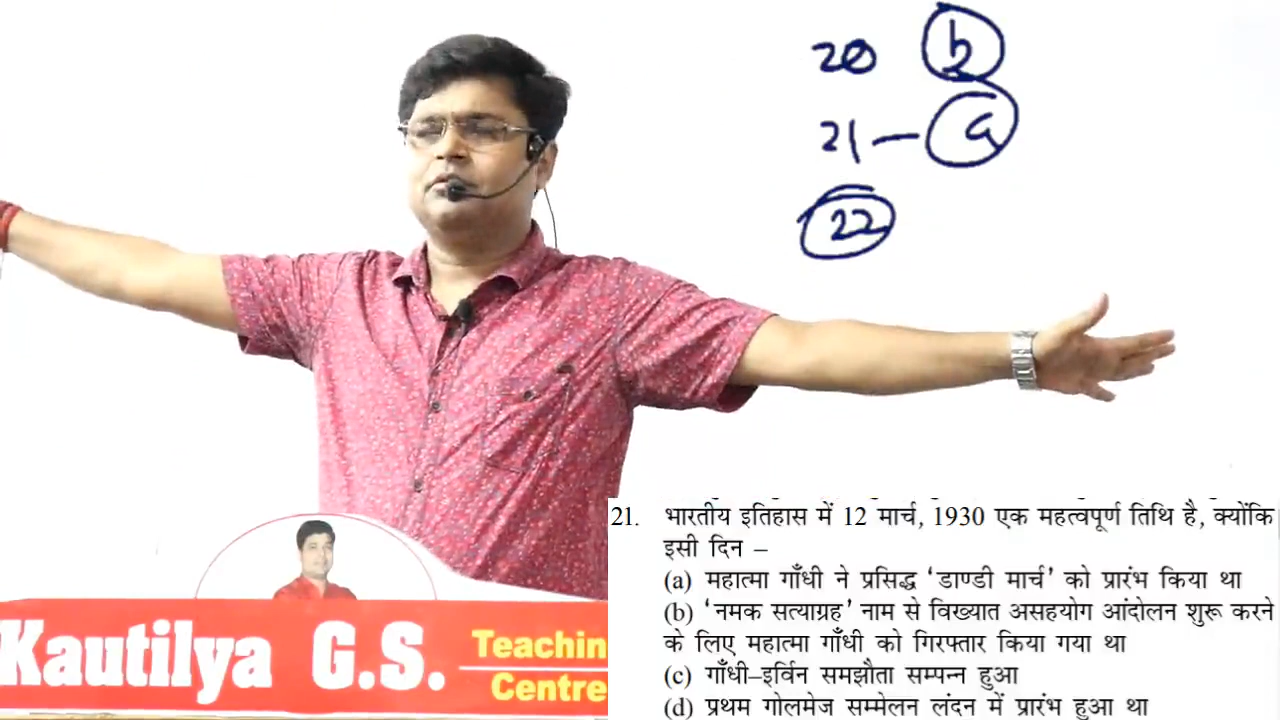 20 b
21 – a
22
21. भारतीय इतिहास में 12 मार्च, 1930 एक महत्वपूर्ण तिथि है, क्योंकि
इसी दिन –
(a) महात्मा गाँधी ने प्रसिद्ध ‘डाण्डी मार्च’ को प्रारंभ किया था
(b) ‘नमक सत्याग्रह’ नाम से विख्यात असहयोग आंदोलन शुरू करने
के लिए महात्मा गाँधी को गिरफ्तार किया गया था
(c) गाँधी–इर्विन समझौता सम्पन्न हुआ
(d) प्रथम गोलमेज सम्मेलन लंदन में प्रारंभ हुआ था
Kautilya G.S.
Teachin
Centre